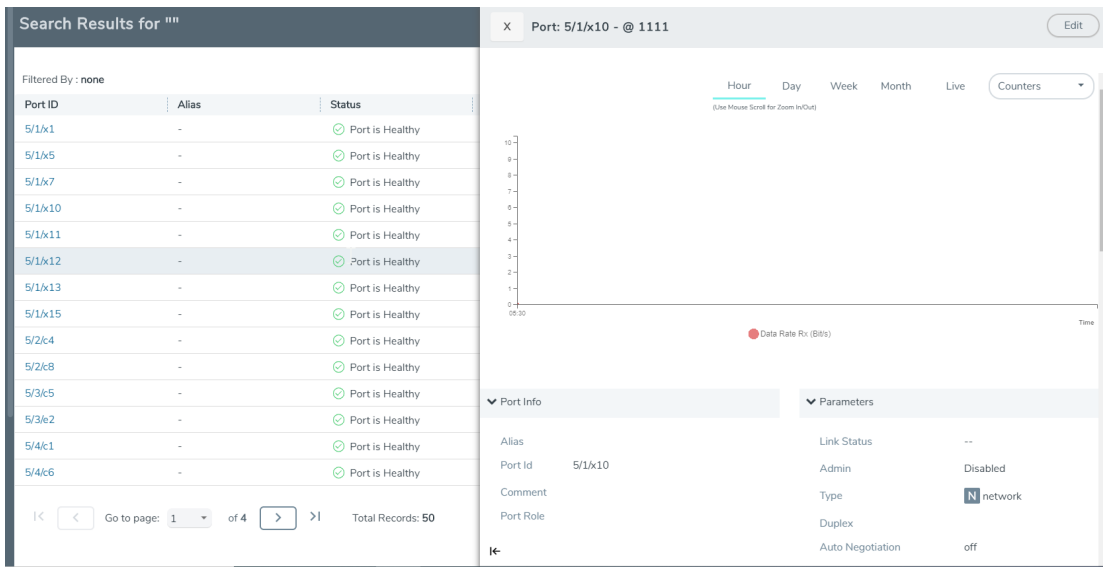 Search Results for ""
Filtered By : none
Port ID Alias Status
5/1/x1 - Port is Healthy
5/1/x5 - Port is Healthy
5/1/x7 - Port is Healthy
5/1/x10 - Port is Healthy
5/1/x11 - Port is Healthy
5/1/x12 - Port is Healthy
5/1/x13 - Port is Healthy
5/1/x15 - Port is Healthy
5/2/c4 - Port is Healthy
5/2/c8 - Port is Healthy
5/3/c5 - Port is Healthy
5/3/e2 - Port is Healthy
5/4/c1 - Port is Healthy
5/4/c6 - Port is Healthy
Go to page: 1 of 4 Total Records: 50
X Port: 5/1/x10 - @ 1111 Edit
Hour Day Week Month Live Counters
(Use Mouse Scroll for Zoom In/Out)
10
9
8
7
6
5
4
3
2
1
0
05:30
Time
Data Rate Rx (Bit/s)
Port Info
Alias
Port Id 5/1/x10
Comment
Port Role
Parameters
Link Status --
Admin Disabled
Type N network
Duplex
Auto Negotiation off